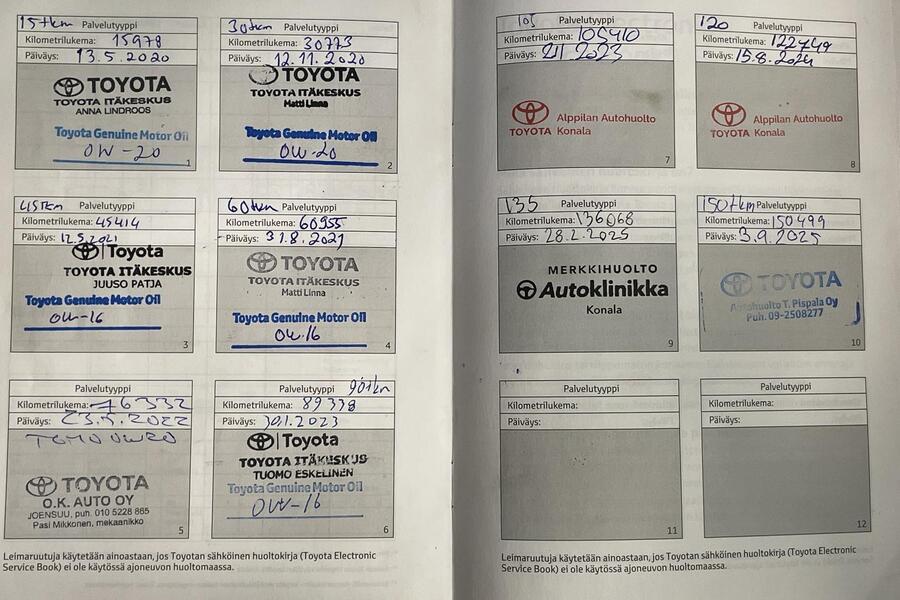 15tkm Palvelutyyppi
Kilometrilukema: 15978
Päiväys: 13.5.2020
TOYOTA
TOYOTA ITÄKESKUS
ANNA LINDROOS
Toyota Genuine Motor Oil
0W-20
1
30tkm Palvelutyyppi
Kilometrilukema: 30773
Päiväys: 12.11.2020
TOYOTA
TOYOTA ITÄKESKUS
Matti Linna
Toyota Genuine Motor Oil
0W-20
2
45tkm Palvelutyyppi
Kilometrilukema: 45414
Päiväys: 12.5.2021
Toyota
TOYOTA ITÄKESKUS
JUUSO PATJA
Toyota Genuine Motor Oil
0W-16
3
60tkm Palvelutyyppi
Kilometrilukema: 60955
Päiväys: 31.8.2021
TOYOTA
TOYOTA ITÄKESKUS
Matti Linna
Toyota Genuine Motor Oil
0W-16
4
Palvelutyyppi
Kilometrilukema: 76332
Päiväys: 23.5.2022
0W20
TOYOTA
O.K. AUTO OY
JOENSUU, puh. 010 5228 865
Pasi Mikkonen, mekaanikko
5
Palvelutyyppi 90tkm
Kilometrilukema: 89338
Päiväys: 30.1.2023
Toyota
TOYOTA ITÄKESKUS
TUOMO ESKELINEN
Toyota Genuine Motor Oil
0W-16
6
Leimaruutuja käytetään ainoastaan, jos Toyotan sähköinen huoltokirja (Toyota Electronic
Service Book) ei ole käytössä ajoneuvon huoltomaassa.
105 Palvelutyyppi
Kilometrilukema: 105410
Päiväys: 2023
TOYOTA
Alppilan Autohuolto
Konala
7
120 Palvelutyyppi
Kilometrilukema: 122449
Päiväys: 15.8.2024
TOYOTA
Alppilan Autohuolto
Konala
8
135 Palvelutyyppi
Kilometrilukema: 136068
Päiväys: 28.2.2025
MERKKIHUOLTO
Autoklinikka
Konala
9
150tkm Palvelutyyppi
Kilometrilukema: 150499
Päiväys: 3.9.2025
TOYOTA
Autohuolto T. Pispala Oy
Puh. 09-2508277
10
Palvelutyyppi
Kilometrilukema:
Päiväys:
11
Palvelutyyppi
Kilometrilukema:
Päiväys:
12
Leimaruutuja käytetään ainoastaan, jos Toyotan sähköinen huoltokirja (Toyota Electronic
Service Book) ei ole käytössä ajoneuvon huoltomaassa.